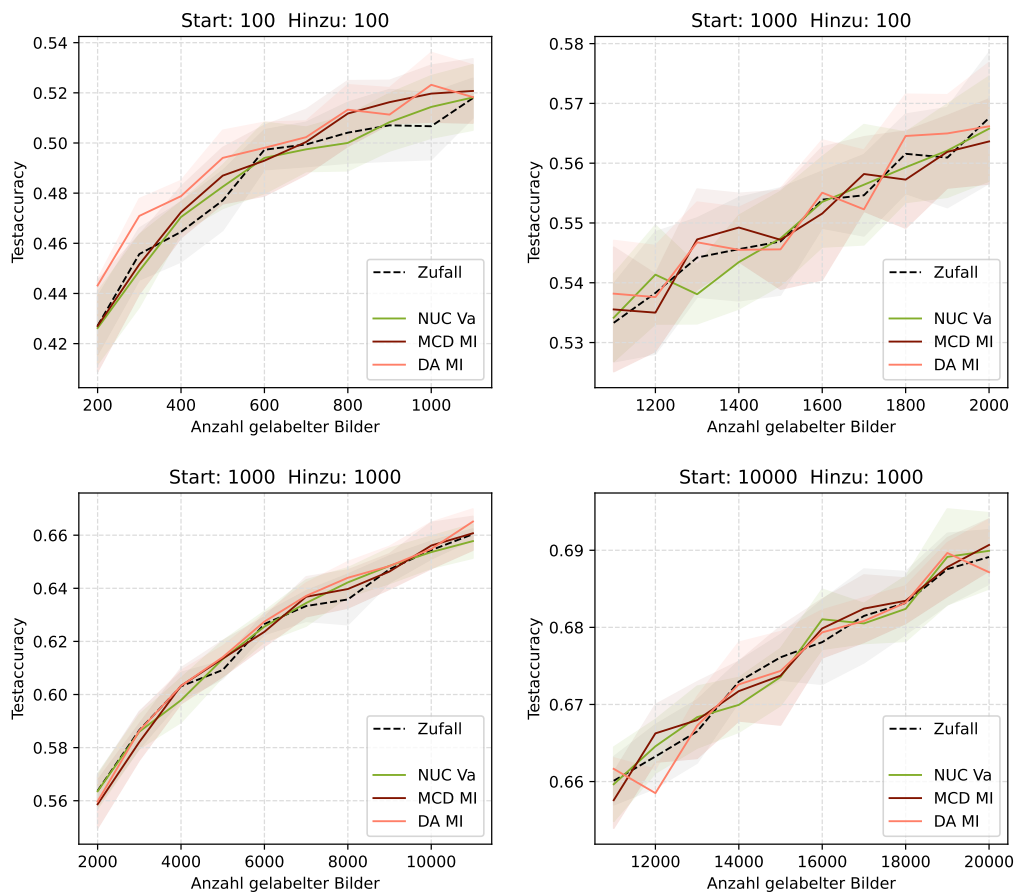 Start: 100  Hinzu: 100
0.54
0.52
0.50
0.48
0.46
0.44
0.42
Testaccuracy
200 400 600 800 1000
Anzahl gelabelter Bilder
Zufall
NUC Va
MCD MI
DA MI
Start: 1000  Hinzu: 100
0.58
0.57
0.56
0.55
0.54
0.53
Testaccuracy
1200 1400 1600 1800 2000
Anzahl gelabelter Bilder
Zufall
NUC Va
MCD MI
DA MI
Start: 1000  Hinzu: 1000
0.66
0.64
0.62
0.60
0.58
0.56
Testaccuracy
2000 4000 6000 8000 10000
Anzahl gelabelter Bilder
Zufall
NUC Va
MCD MI
DA MI
Start: 10000  Hinzu: 1000
0.69
0.68
0.67
0.66
Testaccuracy
12000 14000 16000 18000 20000
Anzahl gelabelter Bilder
Zufall
NUC Va
MCD MI
DA MI